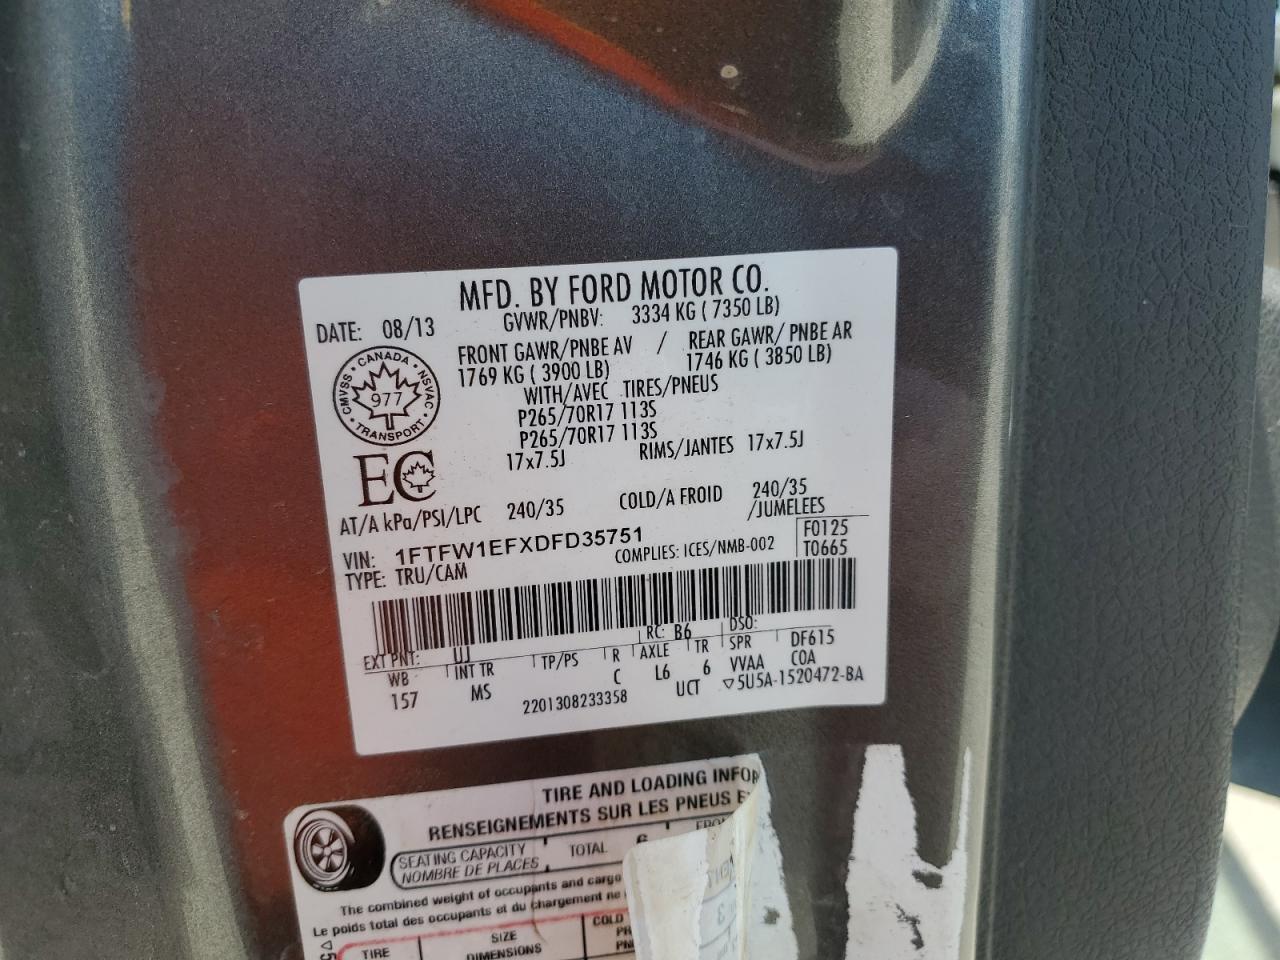 MFD. BY FORD MOTOR CO.
DATE: 08/13 GVWR/PNBV: 3334 KG ( 7350 LB)
FRONT GAWR/PNBE AV / REAR GAWR/ PNBE AR
1769 KG ( 3900 LB) 1746 KG ( 3850 LB)
WITH/AVEC TIRES/PNEUS
P265/70R17 113S
P265/70R17 113S
17x7.5J RIMS/JANTES 17x7.5J
CANADA
CMVSS NSVAC
977
TRANSPORT
EC
AT/A kPa/PSI/LPC 240/35 COLD/A FROID 240/35
/JUMELEES
VIN: 1FTFW1EFXDFD35751 F0125
TYPE: TRU/CAM COMPLIES: ICES/NMB-002 T0665
EXT PNT: UJ RC: B6 DSO:
WB INT TR TP/PS R AXLE TR SPR DF615
157 MS C L6 6 VVAA COA
2201308233358 UCT ▽5U5A-1520472-BA
TIRE AND LOADING INFOR
RENSEIGNEMENTS SUR LES PNEUS E
SEATING CAPACITY
NOMBRE DE PLACES TOTAL 6
The combined weight of occupants and cargo
Le poids total des occupants et du chargement ne
TIRE SIZE COLD
DIMENSIONS